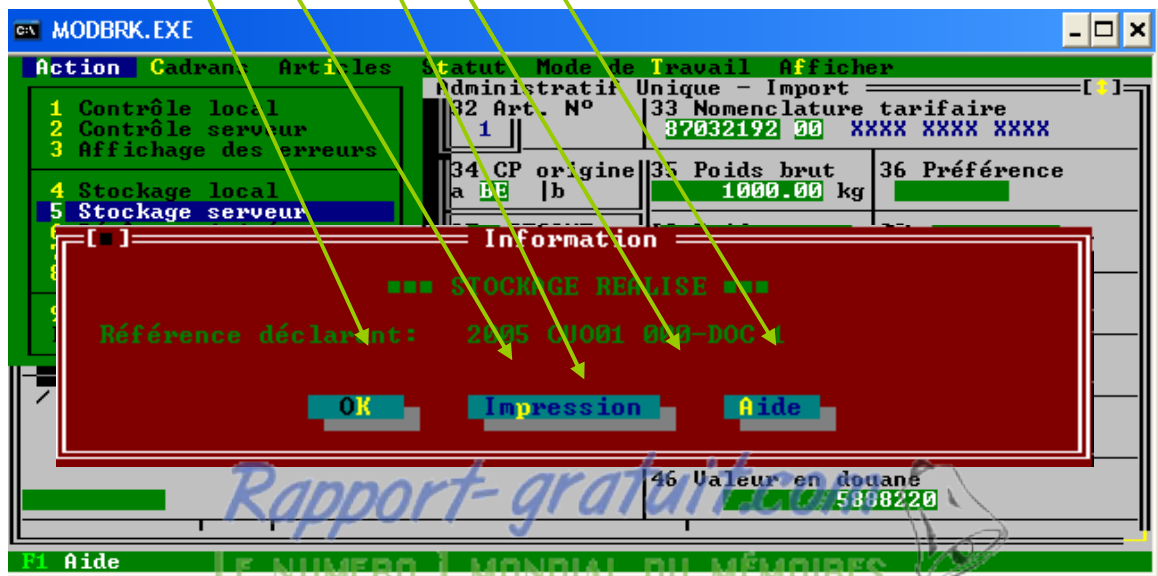 MODBRK.EXE
Action Cadrans Articles Statut Mode de Travail Afficher
1 Contrôle local
2 Contrôle serveur
3 Affichage des erreurs
4 Stockage local
5 Stockage serveur
Administratif Unique - Import
32 Art. Nº
1
33 Nomenclature tarifaire
87032192 00 XXXX XXXX XXXX
34 CP origine
a BE |b
35 Poids brut
1000.00 kg
36 Préférence
Information
STOCKAGE REALISE
Référence déclarant: 2005 CUO01 000-DOC 1
OK Impression Aide
46 Valeur en douane
5888220
Rapport-gratuit.com
LE NUMERO 1 MONDIAL DU MÉMOIRES
F1 Aide